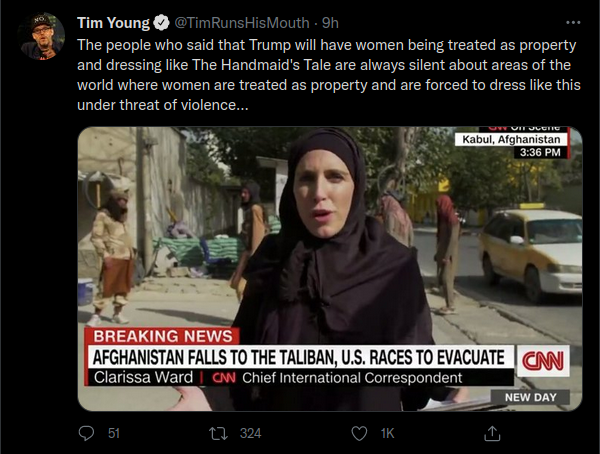 Tim Young @TimRunsHisMouth · 9h
The people who said that Trump will have women being treated as property
and dressing like The Handmaid's Tale are always silent about areas of the
world where women are treated as property and are forced to dress like this
under threat of violence...
CNN On Scene
Kabul, Afghanistan
3:36 PM
BREAKING NEWS
AFGHANISTAN FALLS TO THE TALIBAN, U.S. RACES TO EVACUATE
CNN
Clarissa Ward | CNN Chief International Correspondent
NEW DAY
51 324 1K